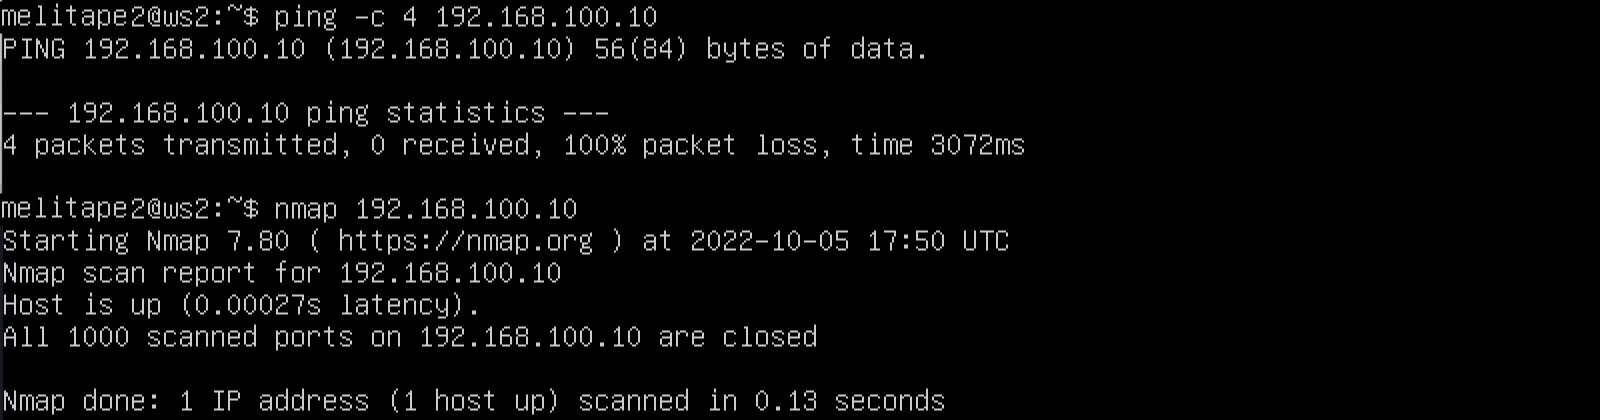 melitape2@ws2:~$ ping -c 4 192.168.100.10
PING 192.168.100.10 (192.168.100.10) 56(84) bytes of data.
--- 192.168.100.10 ping statistics ---
4 packets transmitted, 0 received, 100% packet loss, time 3072ms
melitape2@ws2:~$ nmap 192.168.100.10
Starting Nmap 7.80 ( https://nmap.org ) at 2022-10-05 17:50 UTC
Nmap scan report for 192.168.100.10
Host is up (0.00027s latency).
All 1000 scanned ports on 192.168.100.10 are closed
Nmap done: 1 IP address (1 host up) scanned in 0.13 seconds